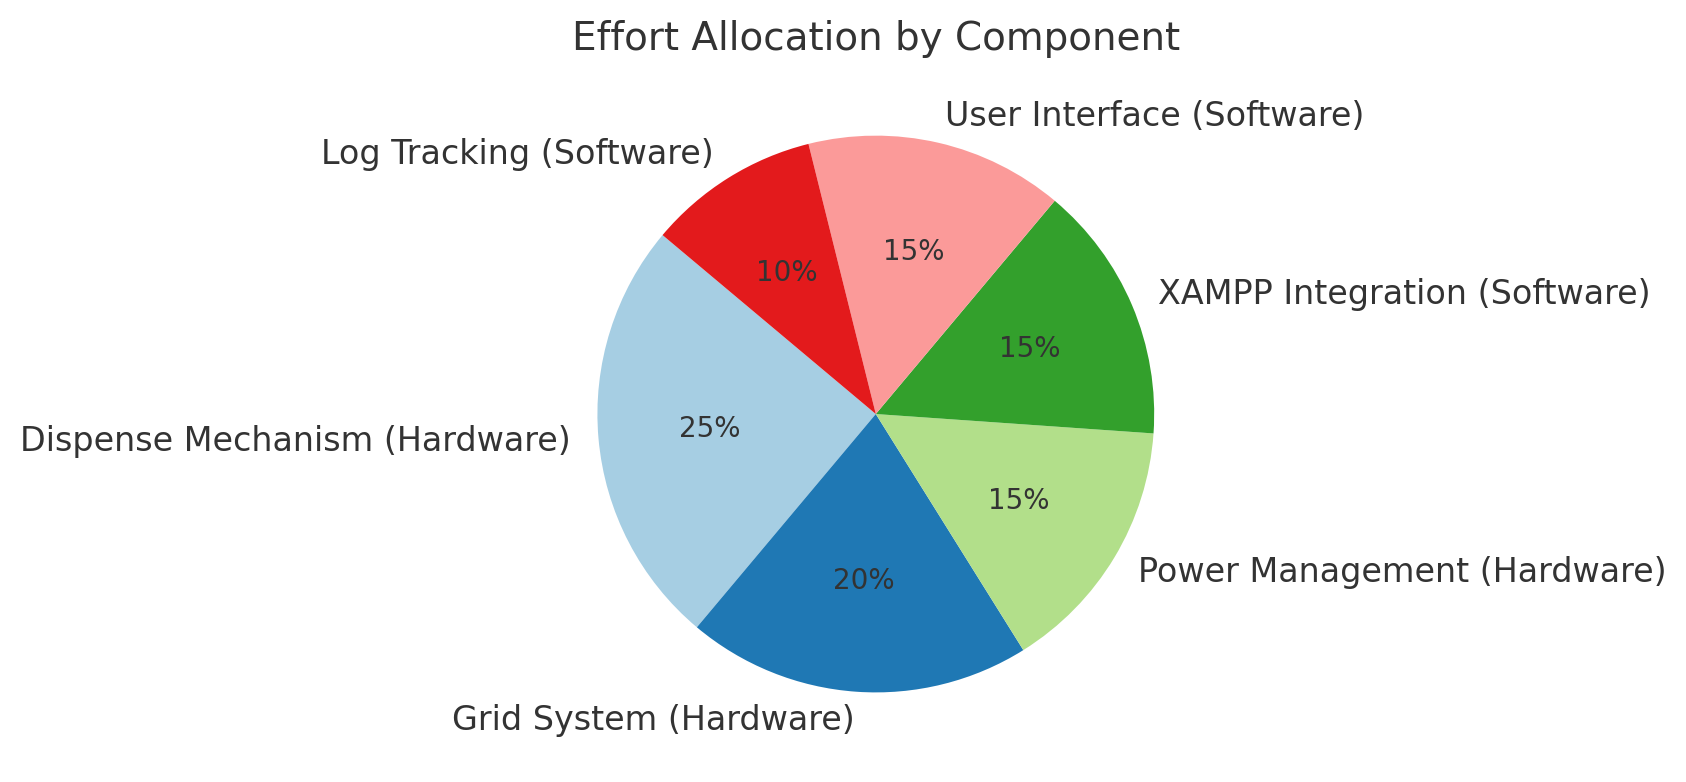 Effort Allocation by Component
User Interface (Software)
Log Tracking (Software)
15%
10%
XAMPP Integration (Software)
15%
25%
Dispense Mechanism (Hardware)
15%
20%
Power Management (Hardware)
Grid System (Hardware)